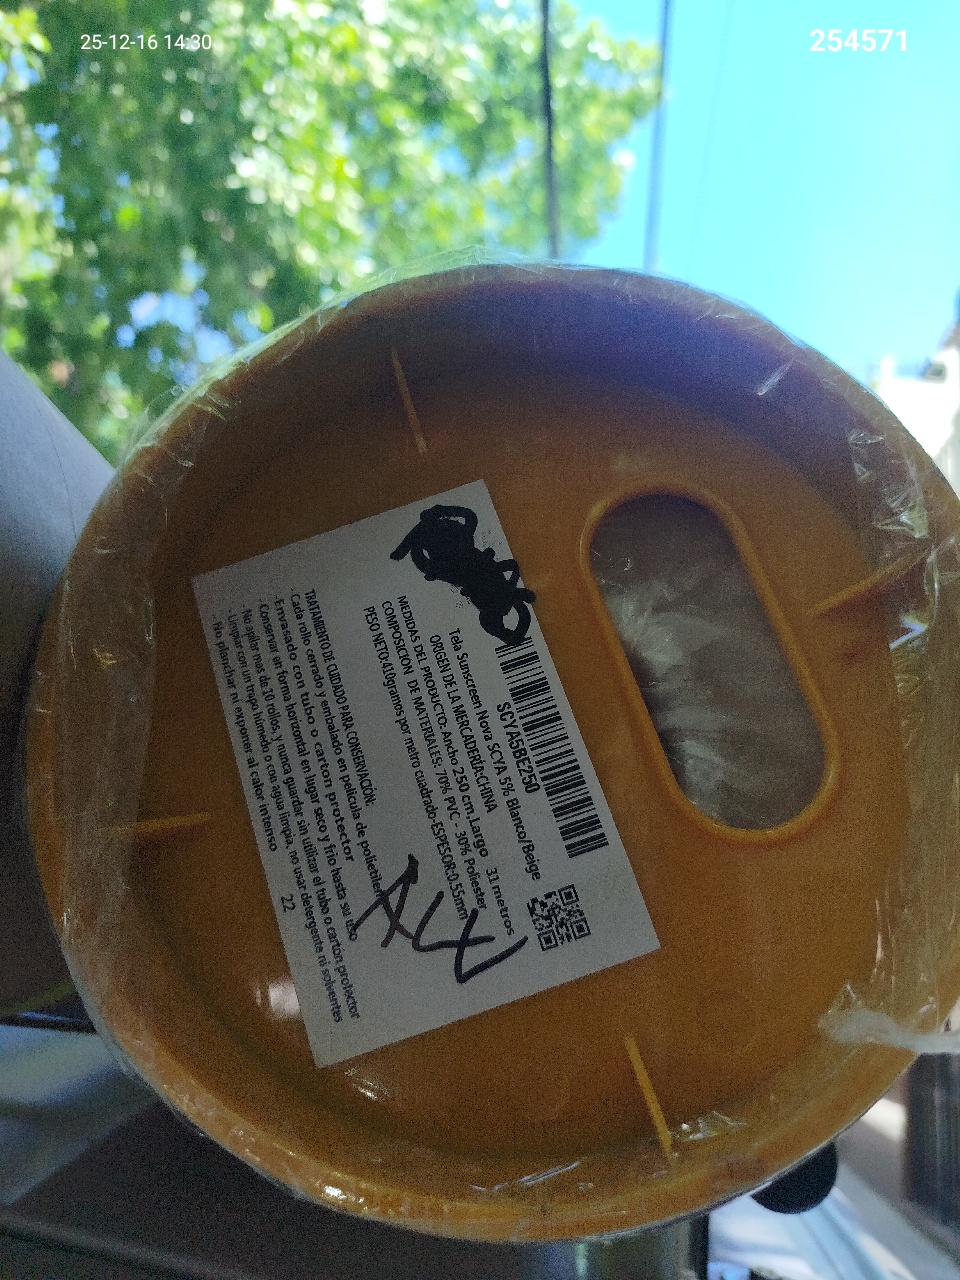 25-12-16 14:30
254571
SCYA5BE250
Tela Sunscreen Nova SCYA 5% Blanco/Beige
ORIGEN DE LA MERCADERÍA:CHINA
MEDIDAS DEL PRODUCTO: Ancho 250 cm.Largo 31 metros
COMPOSICIÓN DE MATERIALES: 70% PVC - 30% Poliester
PESO NETO:410gramos por metro cuadrado-ESPESOR:0.55mm
TRATAMIENTO DE CUIDADO PARA CONSERVACIÓN:
-Cada rollo cerrado y embalado en película de polietileno
-Envasado con tubo o carton protector
-Conservar en forma horizontal en lugar seco y frío hasta su uso
-No apilar mas de 10 rollos, y nunca guardar sin utilizar el tubo o cartón protector
-Limpiar con un trapo húmedo o con agua limpia, no usar detergente ni solventes
-No planchar ni exponer al calor intenso
22